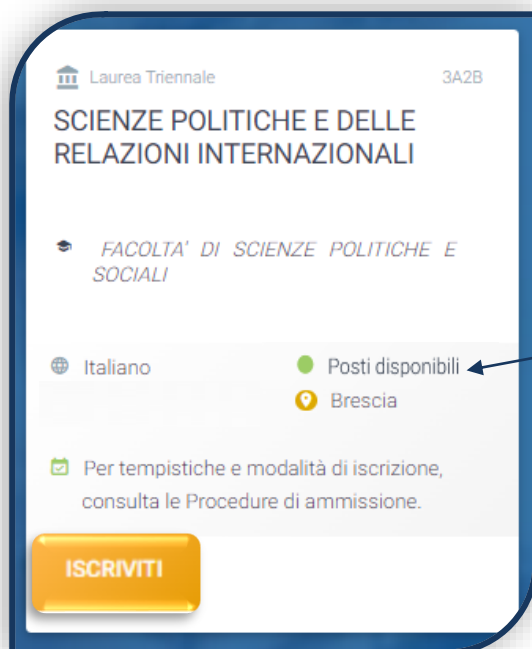 Laurea Triennale 3A2B
SCIENZE POLITICHE E DELLE
RELAZIONI INTERNAZIONALI
FACOLTA' DI SCIENZE POLITICHE E
SOCIALI
Italiano
Posti disponibili
Brescia
Per tempistiche e modalità di iscrizione,
consulta le Procedure di ammissione.
ISCRIVITI